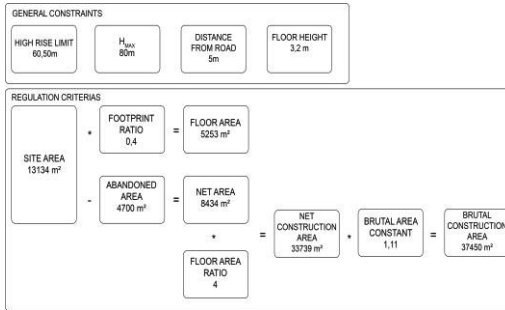 GENERAL CONSTRAINTS
HIGH RISE LIMIT
60,50m
HMAX
80m
DISTANCE
FROM ROAD
5m
FLOOR HEIGHT
3,2 m
REGULATION CRITERIAS
SITE AREA
13134 m²
*
FOOTPRINT
RATIO
0,4
=
FLOOR AREA
5253 m²
-
ABANDONED
AREA
4700 m²
=
NET AREA
8434 m²
*
FLOOR AREA
RATIO
4
=
NET
CONSTRUCTION
AREA
33739 m²
*
BRUTAL AREA
CONSTANT
1,11
=
BRUTAL
CONSTRUCTION
AREA
37450 m²